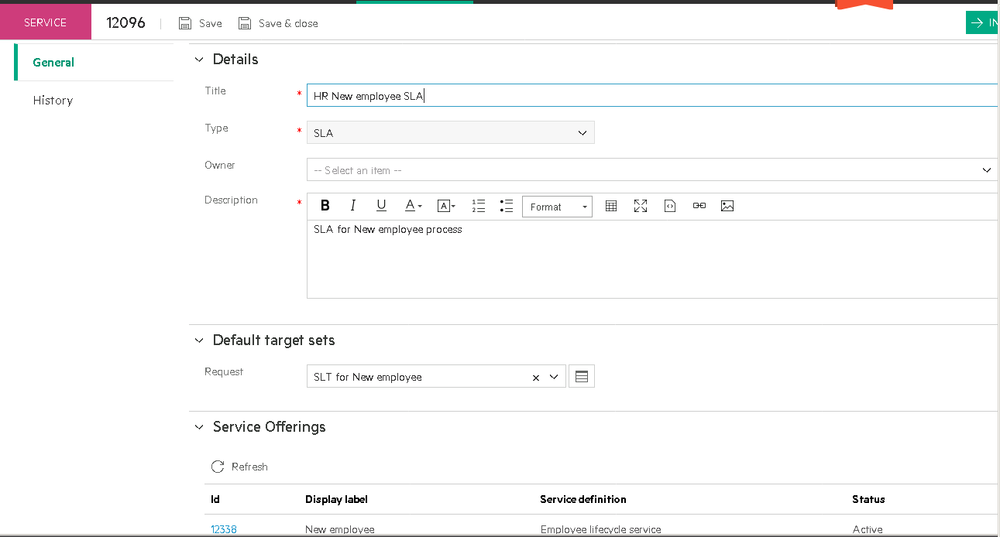 SERVICE 12096 Save Save & close IN
General
History
Details
Title * HR New employee SLA
Type * SLA
Owner -- Select an item --
Description * B I U A A Format
SLA for New employee process
Default target sets
Request SLT for New employee
Service Offerings
Refresh
Id Display label Service definition Status
12338 New employee Employee lifecycle service Active